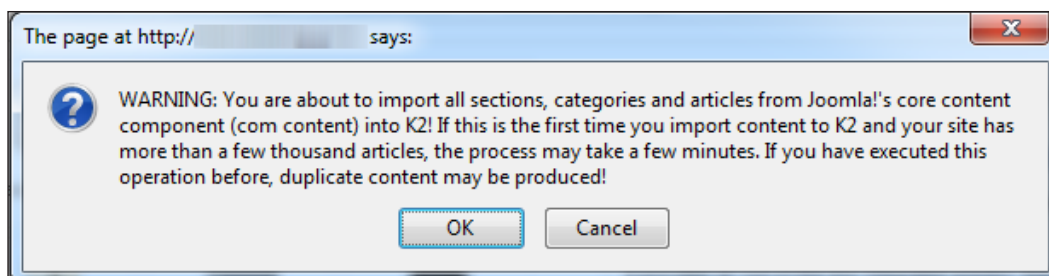 The page at http:// says:
WARNING: You are about to import all sections, categories and articles from Joomla!'s core content
component (com content) into K2! If this is the first time you import content to K2 and your site has
more than a few thousand articles, the process may take a few minutes. If you have executed this
operation before, duplicate content may be produced!
OK Cancel